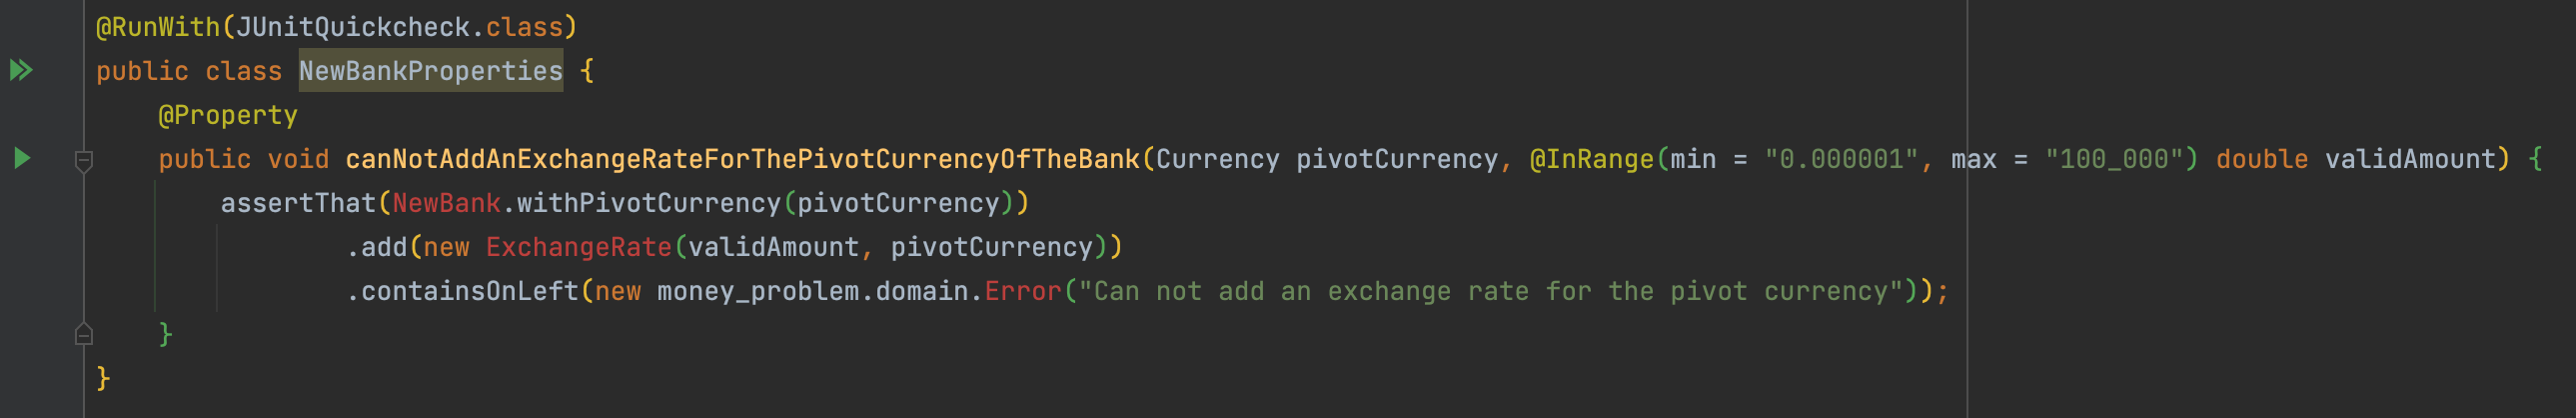 @RunWith(JUnitQuickcheck.class)
public class NewBankProperties {
    @Property
    public void canNotAddAnExchangeRateForThePivotCurrencyOfTheBank(Currency pivotCurrency, @InRange(min = "0.000001", max = "100_000") double validAmount) {
        assertThat(NewBank.withPivotCurrency(pivotCurrency))
                .add(new ExchangeRate(validAmount, pivotCurrency))
                .containsOnLeft(new money_problem.domain.Error("Can not add an exchange rate for the pivot currency"));
    }
}